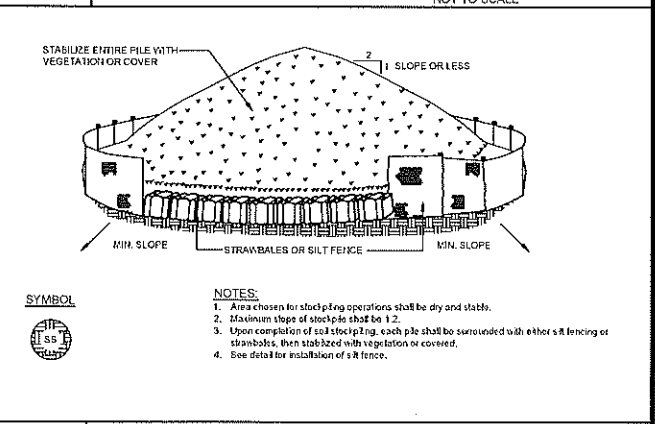 NOT TO SCALE
STABILIZE ENTIRE PILE WITH
VEGETATION OR COVER
2
1 SLOPE OR LESS
MIN. SLOPE
STRAWBALES OR SILT FENCE
MIN. SLOPE
SYMBOL
SS
NOTES:
1. Area chosen for stockpiling operations shall be dry and stable.
2. Maximum slope of stockpile shall be 1:2.
3. Upon completion of soil stockpiling, each pile shall be surrounded with either silt fencing or
strawbales, then stabilized with vegetation or covered.
4. See detail for installation of silt fence.